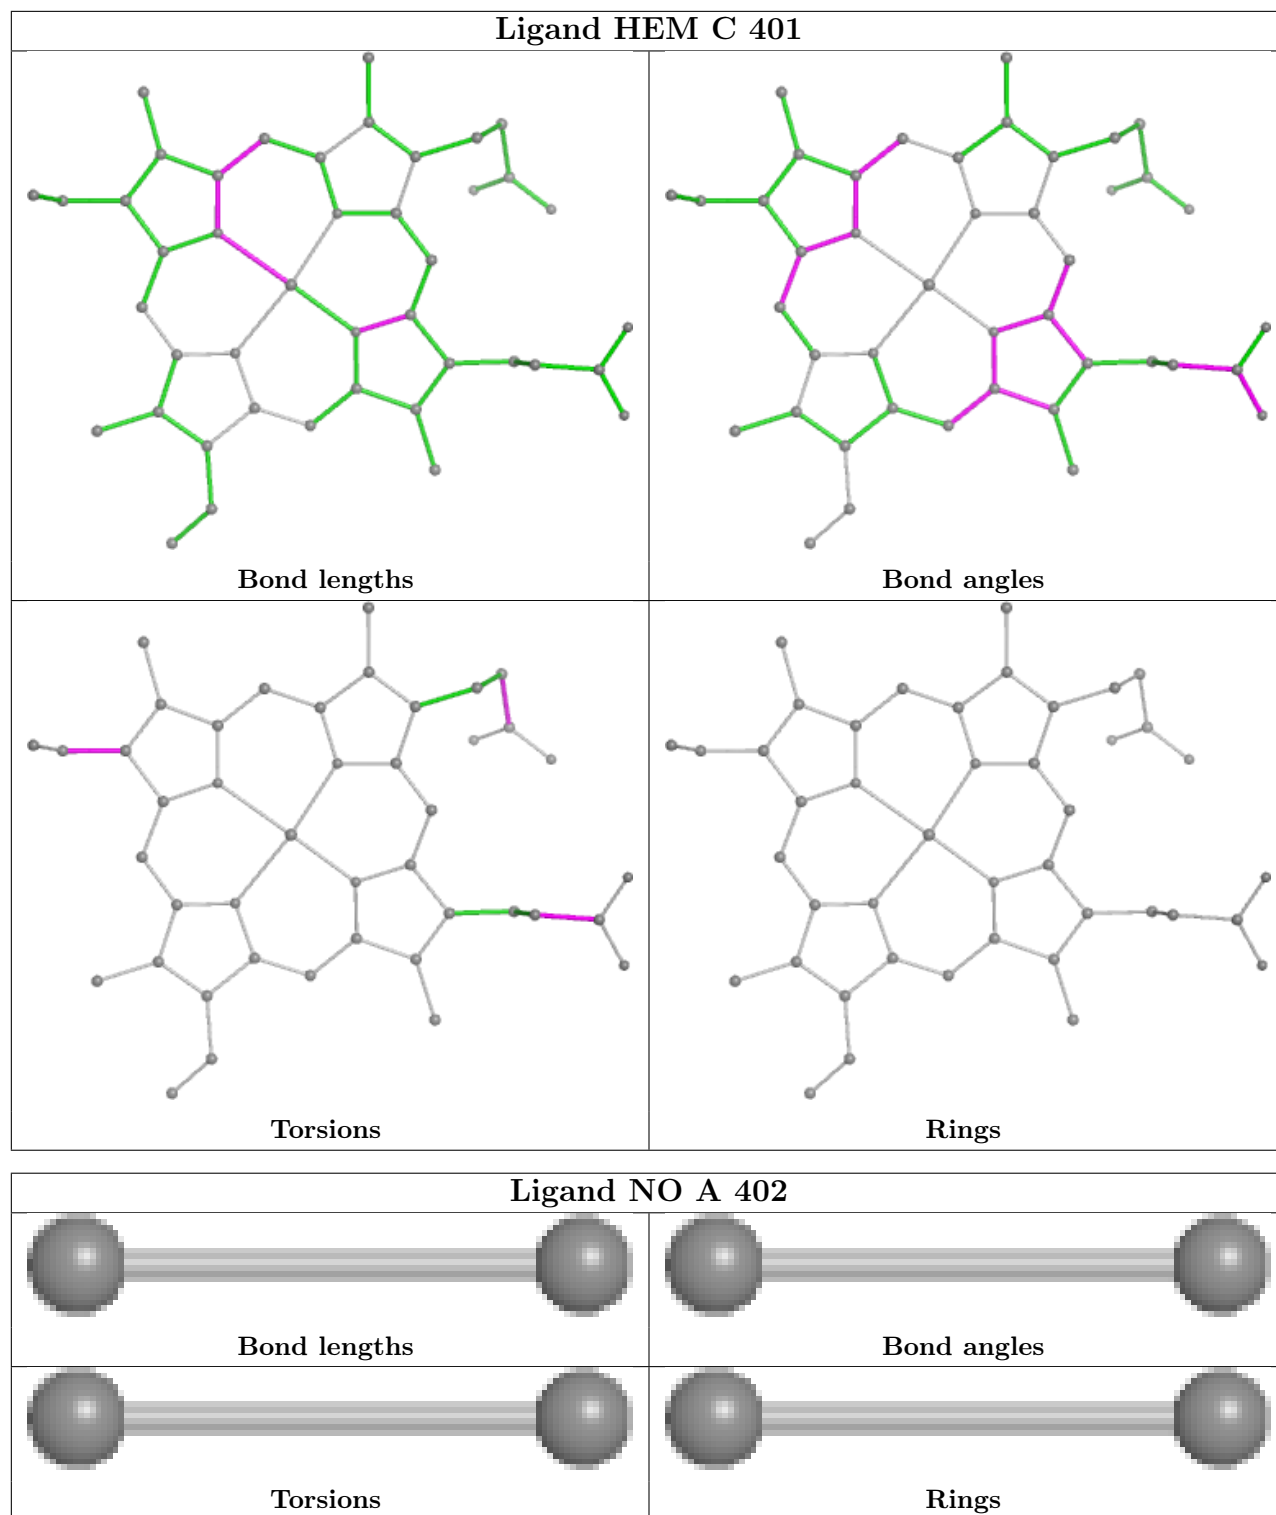 Ligand HEM C 401
Bond lengths
Bond angles
Torsions
Rings
Ligand NO A 402
Bond lengths
Bond angles
Torsions
Rings